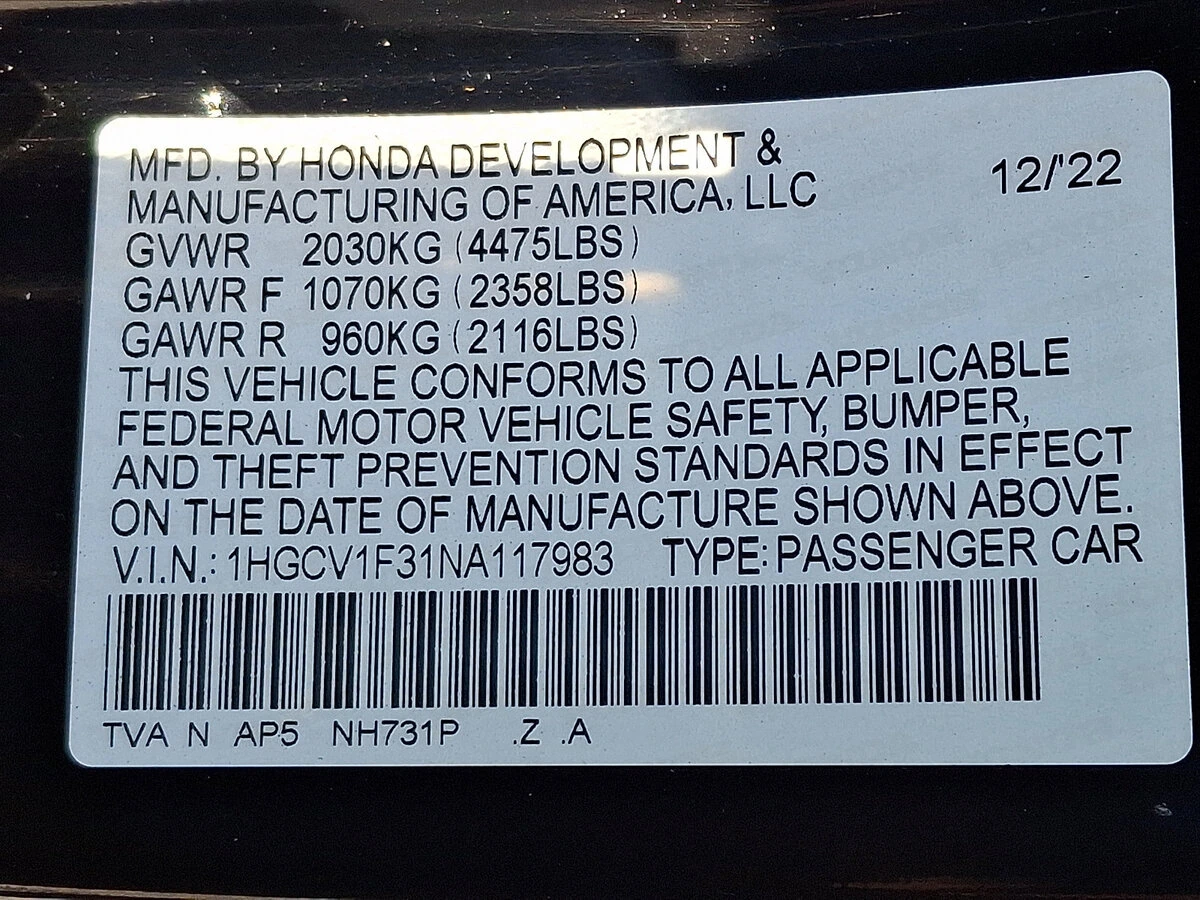 MFD. BY HONDA DEVELOPMENT &
MANUFACTURING OF AMERICA, LLC 12/'22
GVWR 2030KG (4475LBS)
GAWR F 1070KG (2358LBS)
GAWR R 960KG (2116LBS)
THIS VEHICLE CONFORMS TO ALL APPLICABLE
FEDERAL MOTOR VEHICLE SAFETY, BUMPER,
AND THEFT PREVENTION STANDARDS IN EFFECT
ON THE DATE OF MANUFACTURE SHOWN ABOVE.
V.I.N.: 1HGCV1F31NA117983 TYPE: PASSENGER CAR
TVA N AP5 NH731P .Z .A